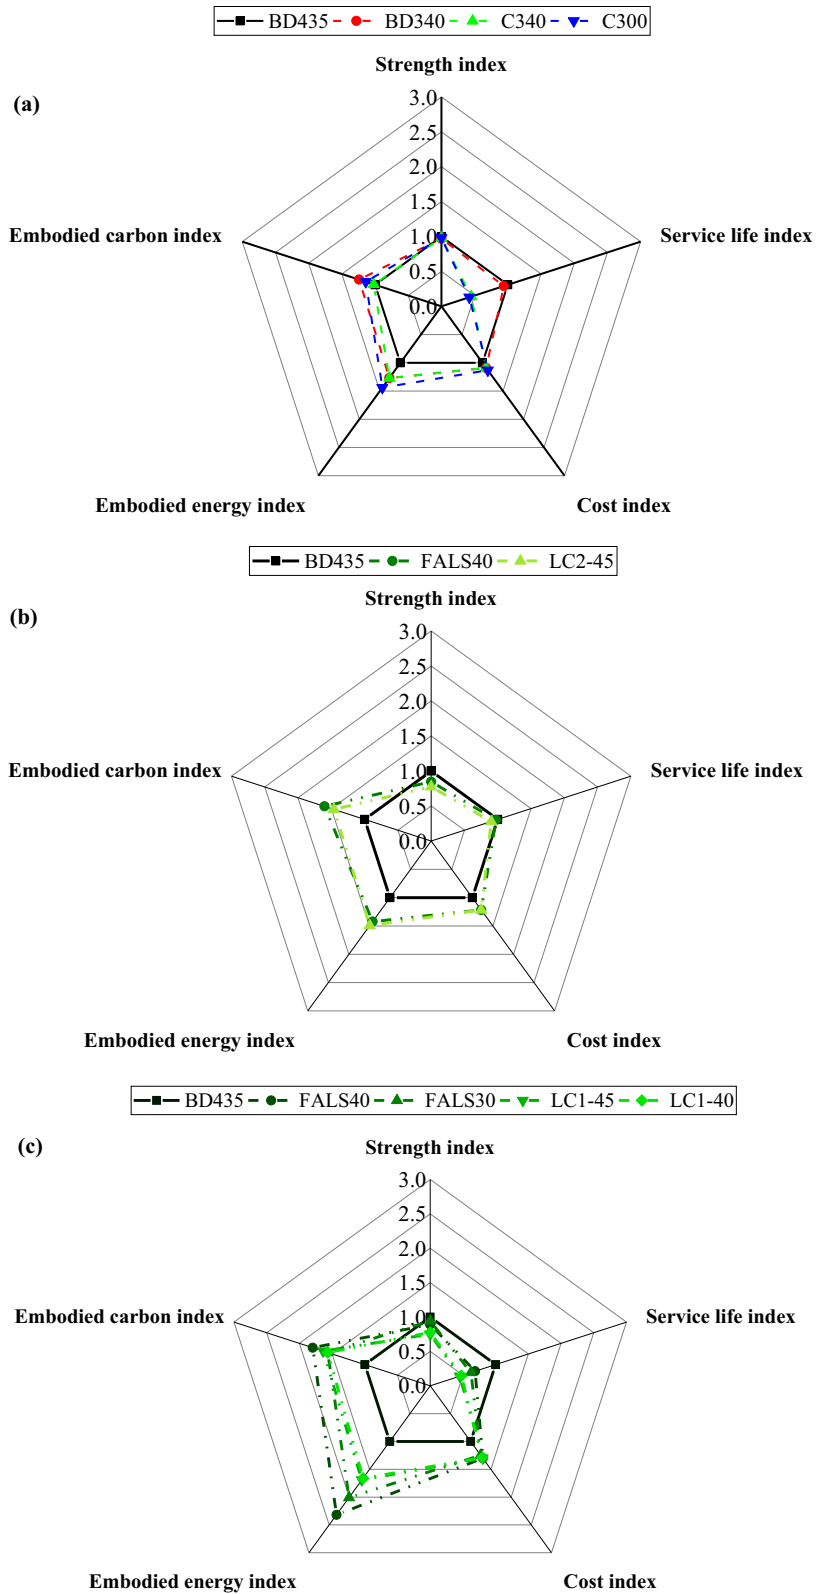 BD435 BD340 C340 C300
Strength index
(a)
3.0
2.5
2.0
1.5
Embodied carbon index
Service life index
1.0
0.5
0.0
Embodied energy index
Cost index
BD435 FALS40 LC2-45
Strength index
(b)
3.0
2.5
2.0
1.5
Embodied carbon index
Service life index
1.0
0.5
0.0
Embodied energy index
Cost index
BD435 FALS40 FALS30 LC1-45 LC1-40
(c)
Strength index
3.0
2.5
2.0
1.5
Embodied carbon index
Service life index
1.0
0.5
0.0
Embodied energy index
Cost index